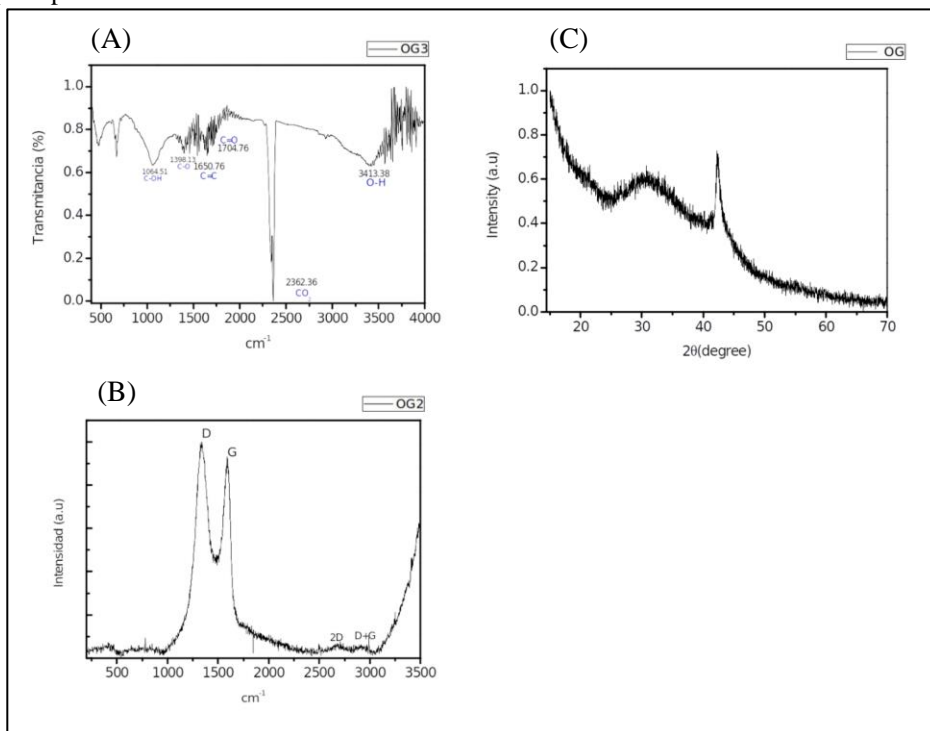 (A)
OG3
1.0
0.8
0.6
0.4
0.2
0.0
Transmitancia (%)
1064.51
C-OH
1398.13
C-O
1650.76
C=C
C=O
1704.76
2362.36
CO2
3413.38
O-H
500 1000 1500 2000 2500 3000 3500 4000
cm-1
(C)
OG
1.0
0.8
0.6
0.4
0.2
0.0
Intensity (a.u)
20 30 40 50 60 70
2θ(degree)
(B)
OG2
Intensidad (a.u)
D
G
2D
D+G
500 1000 1500 2000 2500 3000 3500
cm-1